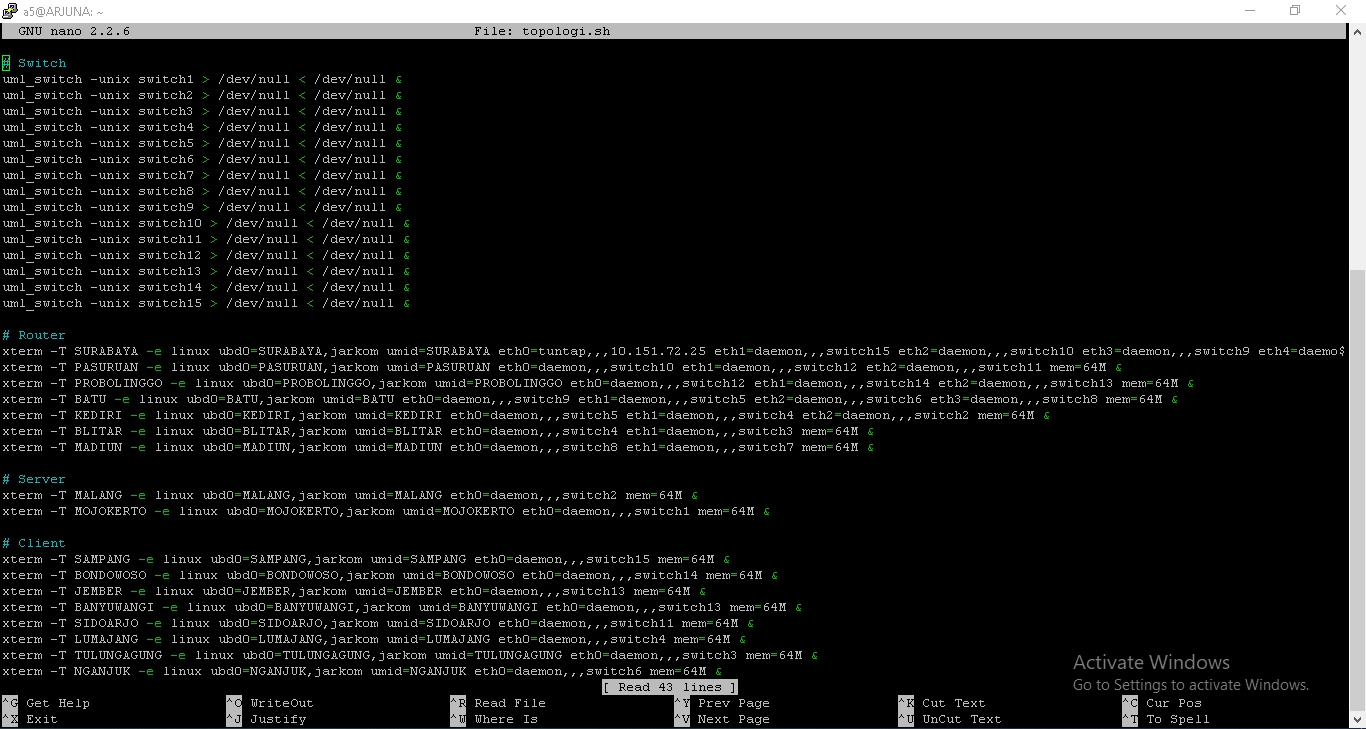 a5@ARJUNA: ~
GNU nano 2.2.6 File: topologi.sh
# Switch
uml_switch -unix switch1 > /dev/null < /dev/null &
uml_switch -unix switch2 > /dev/null < /dev/null &
uml_switch -unix switch3 > /dev/null < /dev/null &
uml_switch -unix switch4 > /dev/null < /dev/null &
uml_switch -unix switch5 > /dev/null < /dev/null &
uml_switch -unix switch6 > /dev/null < /dev/null &
uml_switch -unix switch7 > /dev/null < /dev/null &
uml_switch -unix switch8 > /dev/null < /dev/null &
uml_switch -unix switch9 > /dev/null < /dev/null &
uml_switch -unix switch10 > /dev/null < /dev/null &
uml_switch -unix switch11 > /dev/null < /dev/null &
uml_switch -unix switch12 > /dev/null < /dev/null &
uml_switch -unix switch13 > /dev/null < /dev/null &
uml_switch -unix switch14 > /dev/null < /dev/null &
uml_switch -unix switch15 > /dev/null < /dev/null &
# Router
xterm -T SURABAYA -e linux ubd0=SURABAYA,jarkom umid=SURABAYA eth0=tuntap,,,10.151.72.25 eth1=daemon,,,switch15 eth2=daemon,,,switch10 eth3=daemon,,,switch9 eth4=daemo$
xterm -T PASURUAN -e linux ubd0=PASURUAN,jarkom umid=PASURUAN eth0=daemon,,,switch10 eth1=daemon,,,switch12 eth2=daemon,,,switch11 mem=64M &
xterm -T PROBOLINGGO -e linux ubd0=PROBOLINGGO,jarkom umid=PROBOLINGGO eth0=daemon,,,switch12 eth1=daemon,,,switch14 eth2=daemon,,,switch13 mem=64M &
xterm -T BATU -e linux ubd0=BATU,jarkom umid=BATU eth0=daemon,,,switch9 eth1=daemon,,,switch5 eth2=daemon,,,switch6 eth3=daemon,,,switch8 mem=64M &
xterm -T KEDIRI -e linux ubd0=KEDIRI,jarkom umid=KEDIRI eth0=daemon,,,switch5 eth1=daemon,,,switch4 eth2=daemon,,,switch2 mem=64M &
xterm -T BLITAR -e linux ubd0=BLITAR,jarkom umid=BLITAR eth0=daemon,,,switch4 eth1=daemon,,,switch3 mem=64M &
xterm -T MADIUN -e linux ubd0=MADIUN,jarkom umid=MADIUN eth0=daemon,,,switch8 eth1=daemon,,,switch7 mem=64M &
# Server
xterm -T MALANG -e linux ubd0=MALANG,jarkom umid=MALANG eth0=daemon,,,switch2 mem=64M &
xterm -T MOJOKERTO -e linux ubd0=MOJOKERTO,jarkom umid=MOJOKERTO eth0=daemon,,,switch1 mem=64M &
# Client
xterm -T SAMPANG -e linux ubd0=SAMPANG,jarkom umid=SAMPANG eth0=daemon,,,switch15 mem=64M &
xterm -T BONDOWOSO -e linux ubd0=BONDOWOSO,jarkom umid=BONDOWOSO eth0=daemon,,,switch14 mem=64M &
xterm -T JEMBER -e linux ubd0=JEMBER,jarkom umid=JEMBER eth0=daemon,,,switch13 mem=64M &
xterm -T BANYUWANGI -e linux ubd0=BANYUWANGI,jarkom umid=BANYUWANGI eth0=daemon,,,switch13 mem=64M &
xterm -T SIDOARJO -e linux ubd0=SIDOARJO,jarkom umid=SIDOARJO eth0=daemon,,,switch11 mem=64M &
xterm -T LUMAJANG -e linux ubd0=LUMAJANG,jarkom umid=LUMAJANG eth0=daemon,,,switch4 mem=64M &
xterm -T TULUNGAGUNG -e linux ubd0=TULUNGAGUNG,jarkom umid=TULUNGAGUNG eth0=daemon,,,switch3 mem=64M &
xterm -T NGANJUK -e linux ubd0=NGANJUK,jarkom umid=NGANJUK eth0=daemon,,,switch6 mem=64M &
[ Read 43 lines ]
^G Get Help ^O WriteOut ^R Read File ^Y Prev Page ^K Cut Text ^C Cur Pos
^X Exit ^J Justify ^W Where Is ^V Next Page ^U UnCut Text ^T To Spell
Activate Windows
Go to Settings to activate Windows.